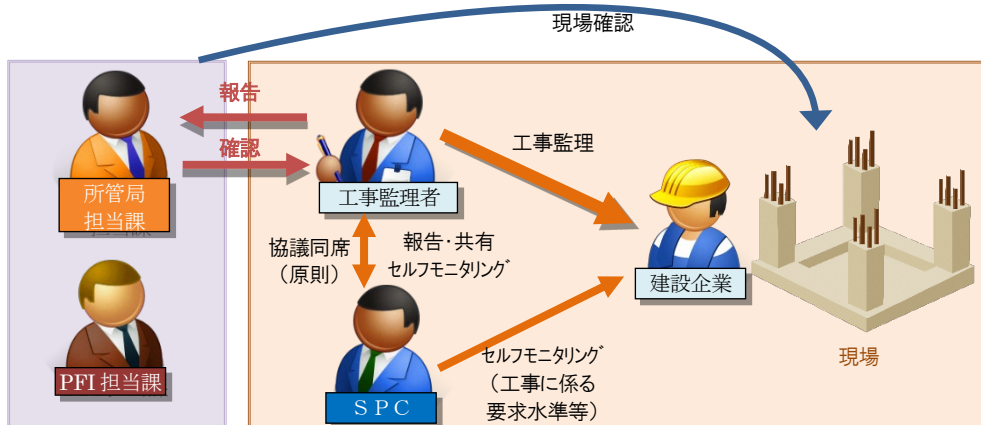 現場確認
報告
確認
所管局
担当課
工事監理者
工事監理
協議同席
（原則）
報告・共有
セルフモニタリング
建設企業
現場
PFI 担当課
ＳＰＣ
セルフモニタリング
（工事に係る
要求水準等）